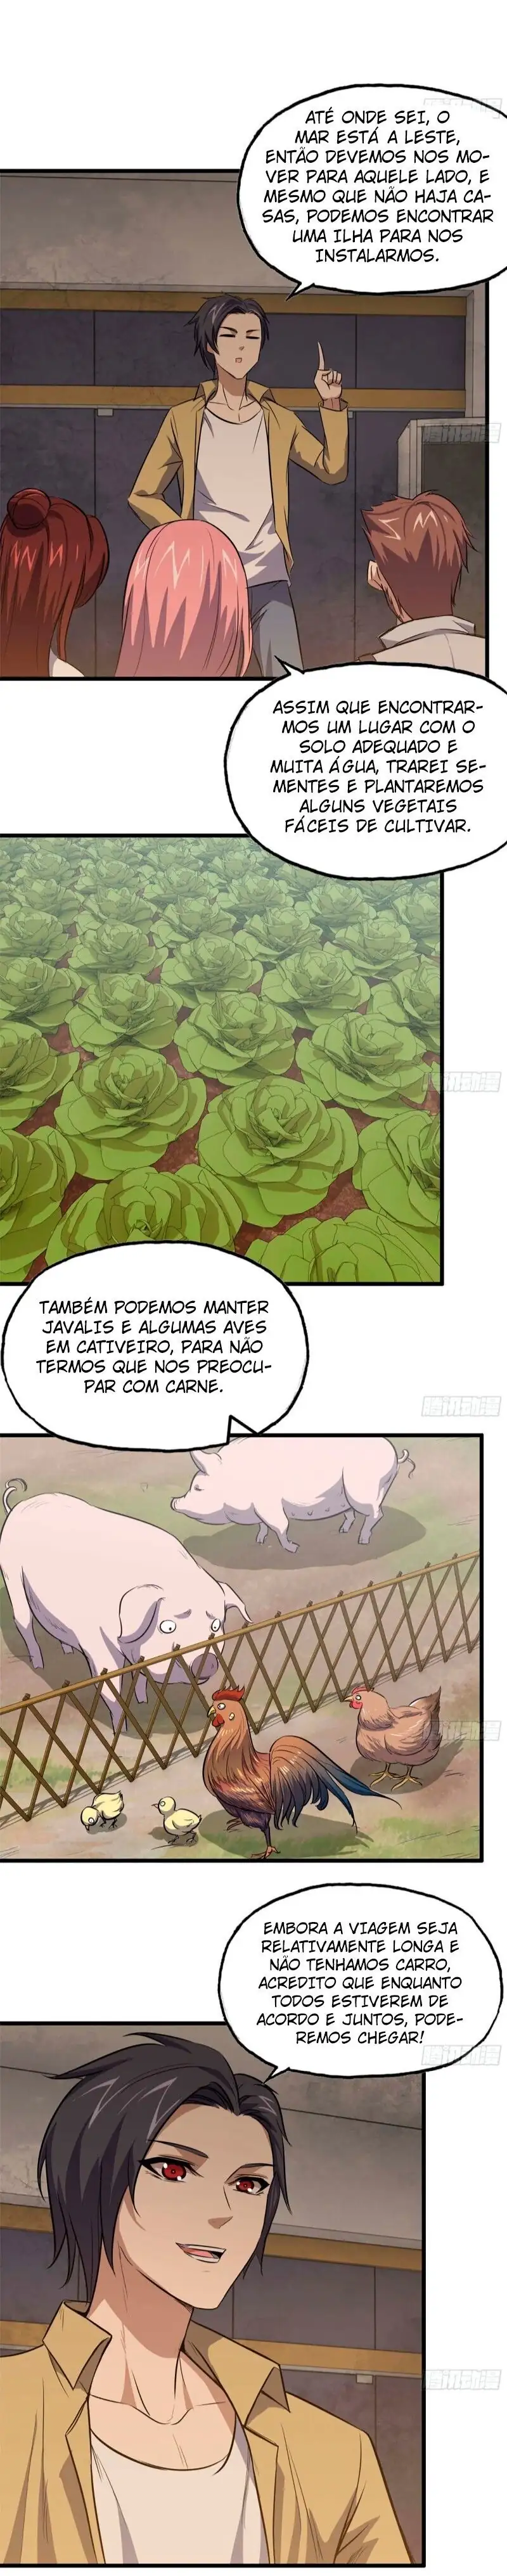 ATÉ ONDE SEI, O
MAR ESTÁ A LESTE,
ENTÃO DEVEMOS NOS MO-
VER PARA AQUELE LADO, E
MESMO QUE NÃO HAJA CA-
SAS, PODEMOS ENCONTRAR
UMA ILHA PARA NOS
INSTALARMOS.
ASSIM QUE ENCONTRAR-
MOS UM LUGAR COM O
SOLO ADEQUADO E
MUITA ÁGUA, TRAREI SE-
MENTES E PLANTAREMOS
ALGUNS VEGETAIS
FÁCEIS DE CULTIVAR.
TAMBÉM PODEMOS MANTER
JAVALIS E ALGUMAS AVES
EM CATIVEIRO, PARA NÃO
TERMOS QUE NOS PREOCU-
PAR COM CARNE.
EMBORA A VIAGEM SEJA
RELATIVAMENTE LONGA E
NÃO TENHAMOS CARRO,
ACREDITO QUE ENQUANTO
TODOS ESTIVEREM DE
ACORDO E JUNTOS, PODE-
REMOS CHEGAR!